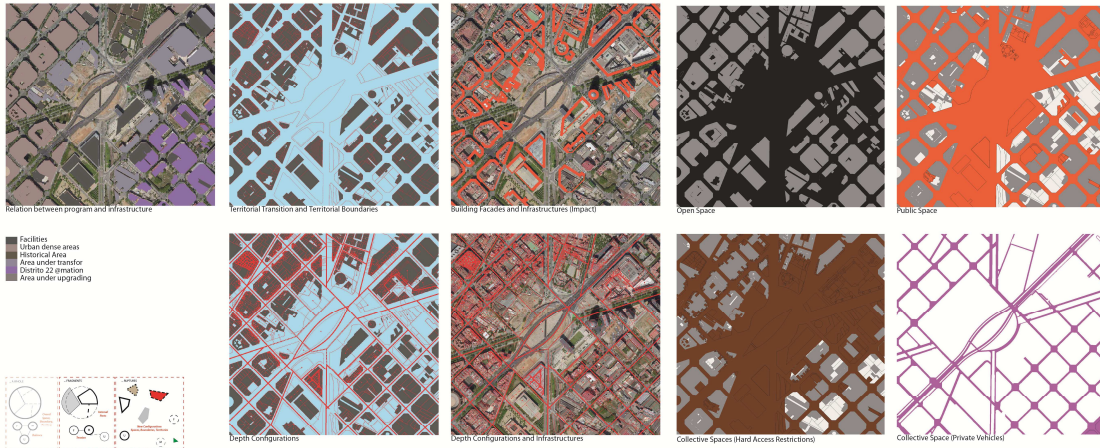 Relation between program and infrastructure
Territorial Transition and Territorial Boundaries
Building Facades and Infrastructures (Impact)
Open Space
Public Space
Facilities
Urban dense areas
Historical Area
Area under transfor
Distrito 22 @mation
Area under upgrading
Depth Configurations
Depth Configurations and Infrastructures
Collective Spaces (Hard Access Restrictions)
Collective Space (Private Vehicles)